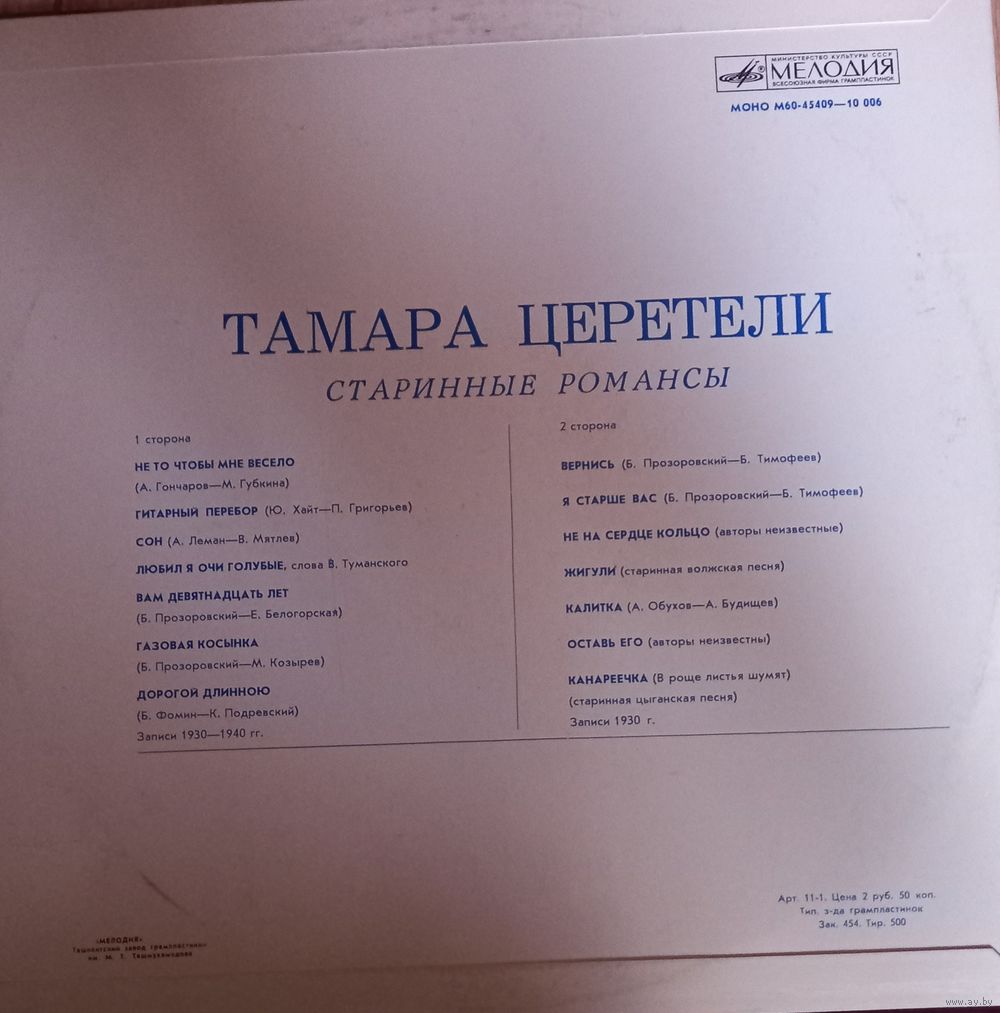 МИНИСТЕРСТВО КУЛЬТУРЫ СССР
МЕЛОДИЯ
ВСЕСОЮЗНАЯ ФИРМА ГРАМПЛАСТИНОК
МОНО М60-45409—10 006
ТАМАРА ЦЕРЕТЕЛИ
СТАРИННЫЕ РОМАНСЫ
1 сторона
НЕ ТО ЧТОБЫ МНЕ ВЕСЕЛО
(А. Гончаров—М. Губкина)
ГИТАРНЫЙ ПЕРЕБОР (Ю. Хайт—П. Григорьев)
СОН (А. Леман—В. Мятлев)
ЛЮБИЛ Я ОЧИ ГОЛУБЫЕ, слова В. Туманского
ВАМ ДЕВЯТНАДЦАТЬ ЛЕТ
(Б. Прозоровский—Е. Белогорская)
ГАЗОВАЯ КОСЫНКА
(Б. Прозоровский—М. Козырев)
ДОРОГОЙ ДЛИННОЮ
(Б. Фомин—К. Подревский)
Записи 1930—1940 гг.
2 сторона
ВЕРНИСЬ (Б. Прозоровский—Б. Тимофеев)
Я СТАРШЕ ВАС (Б. Прозоровский—Б. Тимофеев)
НЕ НА СЕРДЦЕ КОЛЬЦО (авторы неизвестные)
ЖИГУЛИ (старинная волжская песня)
КАЛИТКА (А. Обухов—А. Будищев)
ОСТАВЬ ЕГО (авторы неизвестны)
КАНАРЕЕЧКА (В роще листья шумят)
(старинная цыганская песня)
Записи 1930 г.
Арт. 11-1. Цена 2 руб. 50 коп.
Тип. з-да грампластинок
Зак. 454. Тир. 500
«МЕЛОДИЯ»
Ташкентский завод грампластинок
им. М. Т. Ташмухамедова
www.ay.by